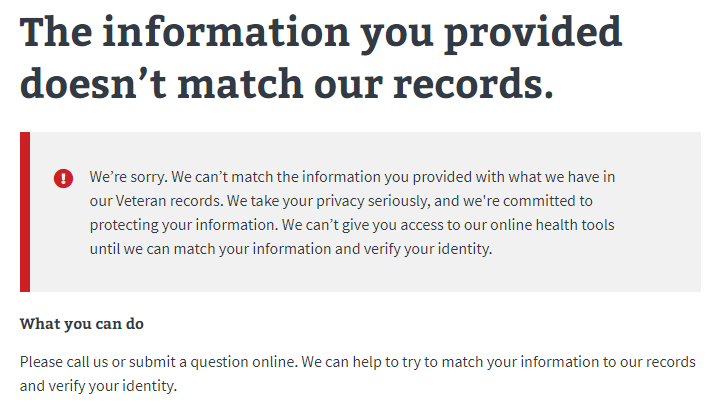 The information you provided
doesn’t match our records.
We’re sorry. We can’t match the information you provided with what we have in
our Veteran records. We take your privacy seriously, and we're committed to
protecting your information. We can’t give you access to our online health tools
until we can match your information and verify your identity.
What you can do
Please call us or submit a question online. We can help to try to match your information to our records
and verify your identity.